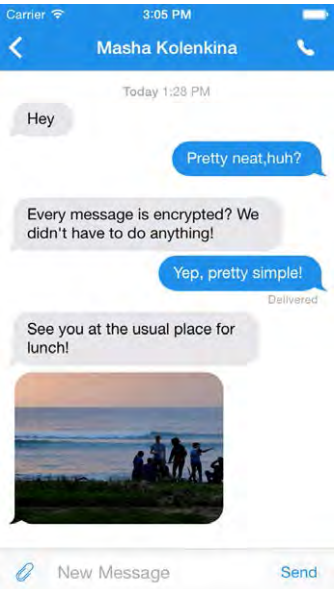 Carrier 3:05 PM
Masha Kolenkina
Today 1:28 PM
Hey
Pretty neat,huh?
Every message is encrypted? We
didn't have to do anything!
Yep, pretty simple!
Delivered
See you at the usual place for
lunch!
New Message Send